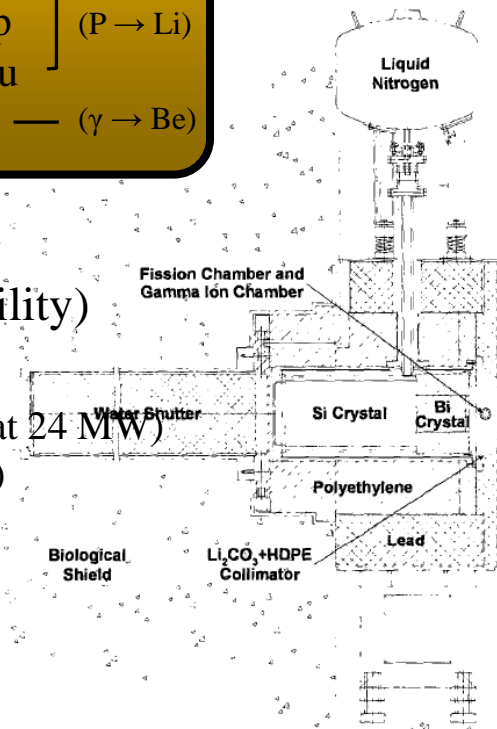 p
(P → Li)
u
— (γ → Be)
Liquid
Nitrogen
Fission Chamber and
Gamma Ion Chamber
ility)
Water Shutter
at 24 MW)
)
Si Crystal
Bi
Crystal
Polyethylene
Lead
Biological
Shield
Li₂CO₃+HDPE
Collimator